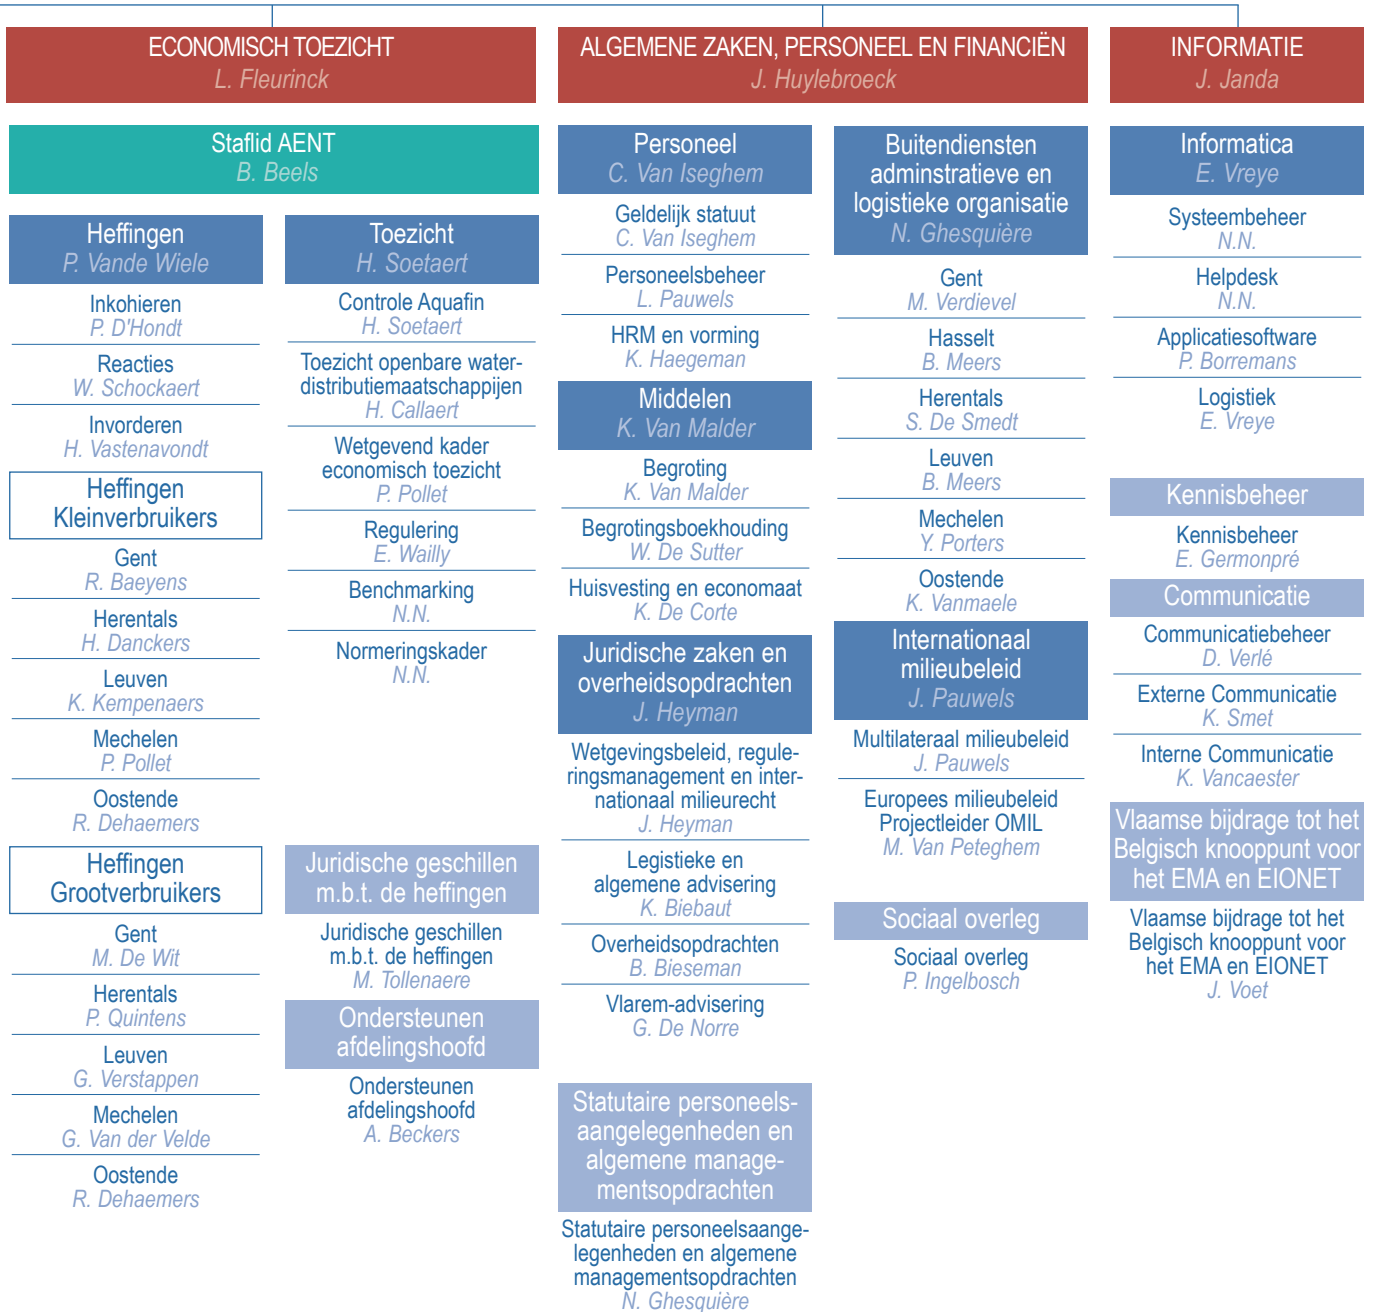 ECONOMISCH TOEZICHT
L. Fleurinck
Staflid AENT
B. Beels
Heffingen
P. Vande Wiele
Inkohieren
P. D'Hondt
Reacties
W. Schockaert
Invorderen
H. Vastenavondt
Heffingen
Kleinverbruikers
Gent
R. Baeyens
Herentals
H. Danckers
Leuven
K. Kempenaers
Mechelen
P. Pollet
Oostende
R. Dehaemers
Heffingen
Grootverbruikers
Gent
M. De Wit
Herentals
P. Quintens
Leuven
G. Verstappen
Mechelen
G. Van der Velde
Oostende
R. Dehaemers
Toezicht
H. Soetaert
Controle Aquafin
H. Soetaert
Toezicht openbare water-
distributiemaatschappijen
H. Callaert
Wetgevend kader
economisch toezicht
P. Pollet
Regulering
E. Wailly
Benchmarking
N.N.
Normeringskader
N.N.
Juridische geschillen
m.b.t. de heffingen
Juridische geschillen
m.b.t. de heffingen
M. Tollenaere
Ondersteunen
afdelingshoofd
Ondersteunen
afdelingshoofd
A. Beckers
ALGEMENE ZAKEN, PERSONEEL EN FINANCIËN
J. Huylebroeck
Personeel
C. Van Iseghem
Geldelijk statuut
C. Van Iseghem
Personeelsbeheer
L. Pauwels
HRM en vorming
K. Haegeman
Middelen
K. Van Malder
Begroting
K. Van Malder
Begrotingsboekhouding
W. De Sutter
Huisvesting en economaat
K. De Corte
Juridische zaken en
overheidsopdrachten
J. Heyman
Wetgevingsbeleid, regule-
ringsmanagement en inter-
nationaal milieurecht
J. Heyman
Legistieke en
algemene advisering
K. Biebaut
Overheidsopdrachten
B. Bieseman
Vlarem-advisering
G. De Norre
Statutaire personeels-
aangelegenheden en
algemene manage-
mentsopdrachten
Statutaire personeelsaange-
legenheden en algemene
managementsopdrachten
N. Ghesquière
Buitendiensten
adminstratieve en
logistieke organisatie
N. Ghesquière
Gent
M. Verdievel
Hasselt
B. Meers
Herentals
S. De Smedt
Leuven
B. Meers
Mechelen
Y. Porters
Oostende
K. Vanmaele
Internationaal
milieubeleid
J. Pauwels
Multilateraal milieubeleid
J. Pauwels
Europees milieubeleid
Projectleider OMIL
M. Van Peteghem
Sociaal overleg
Sociaal overleg
P. Ingelbosch
INFORMATIE
J. Janda
Informatica
E. Vreye
Systeembeheer
N.N.
Helpdesk
N.N.
Applicatiesoftware
P. Borremans
Logistiek
E. Vreye
Kennisbeheer
Kennisbeheer
E. Germonpré
Communicatie
Communicatiebeheer
D. Verlé
Externe Communicatie
K. Smet
Interne Communicatie
K. Vancaester
Vlaamse bijdrage tot het
Belgisch knooppunt voor
het EMA en EIONET
Vlaamse bijdrage tot het
Belgisch knooppunt voor
het EMA en EIONET
J. Voet